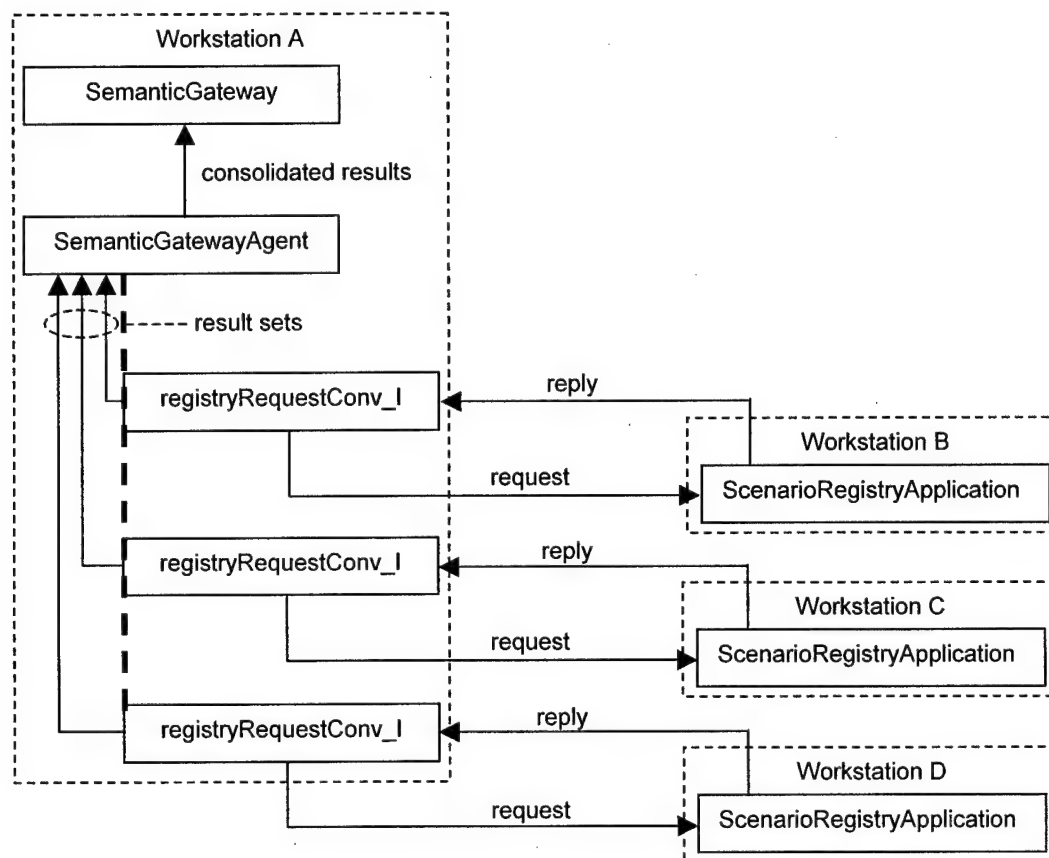 Workstation A
SemanticGateway
consolidated results
SemanticGatewayAgent
result sets
registryRequestConv_I
reply
Workstation B
request
ScenarioRegistryApplication
registryRequestConv_I
reply
Workstation C
request
ScenarioRegistryApplication
registryRequestConv_I
reply
Workstation D
request
ScenarioRegistryApplication